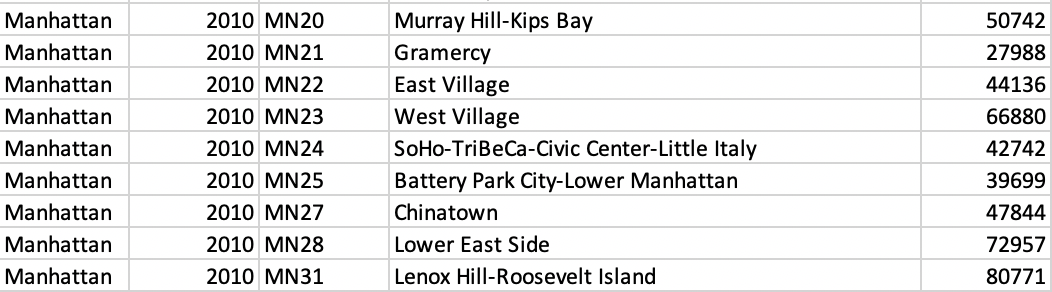 Manhattan 2010 MN20 Murray Hill-Kips Bay 50742
Manhattan 2010 MN21 Gramercy 27988
Manhattan 2010 MN22 East Village 44136
Manhattan 2010 MN23 West Village 66880
Manhattan 2010 MN24 SoHo-TriBeCa-Civic Center-Little Italy 42742
Manhattan 2010 MN25 Battery Park City-Lower Manhattan 39699
Manhattan 2010 MN27 Chinatown 47844
Manhattan 2010 MN28 Lower East Side 72957
Manhattan 2010 MN31 Lenox Hill-Roosevelt Island 80771